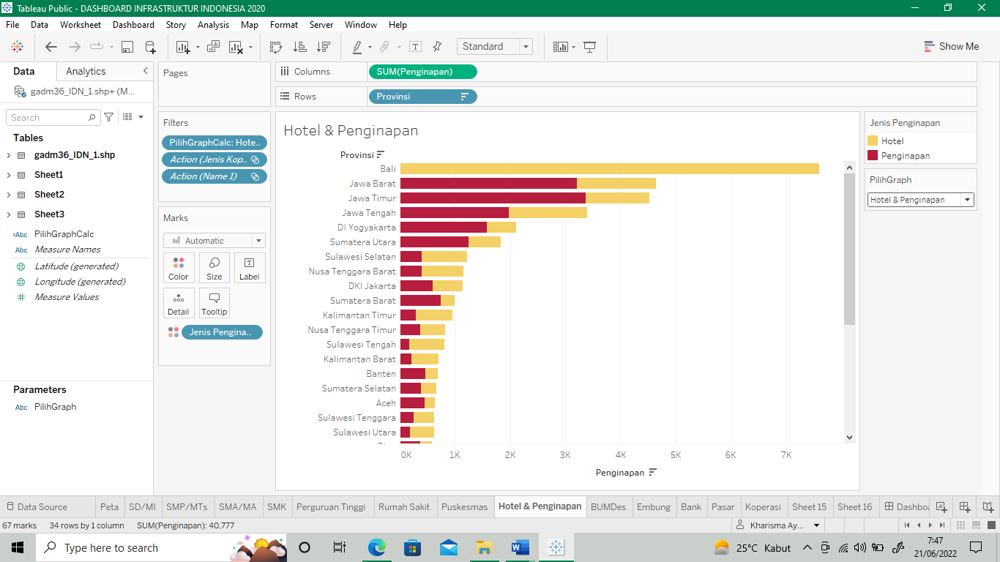 Tableau Public - DASHBOARD INFRASTRUKTUR INDONESIA 2020
File Data Worksheet Dashboard Story Analysis Map Format Server Window Help
Standard
Show Me
Data Analytics
gadm36_IDN_1.shp+ (M...
Search
Tables
gadm36_IDN_1.shp
Sheet1
Sheet2
Sheet3
=Abc PilihGraphCalc
Abc Measure Names
Latitude (generated)
Longitude (generated)
# Measure Values
Parameters
Abc PilihGraph
Pages
Filters
PilihGraphCalc: Hote..
Action (Jenis Kop..
Action (Name 1)
Marks
Automatic
Color Size Label
Detail Tooltip
Jenis Pengina..
Columns SUM(Penginapan)
Rows Provinsi
Hotel & Penginapan
Provinsi
Bali
Jawa Barat
Jawa Timur
Jawa Tengah
DI Yogyakarta
Sumatera Utara
Sulawesi Selatan
Nusa Tenggara Barat
DKI Jakarta
Sumatera Barat
Kalimantan Timur
Nusa Tenggara Timur
Sulawesi Tengah
Kalimantan Barat
Banten
Sumatera Selatan
Aceh
Sulawesi Tenggara
Sulawesi Utara
0K 1K 2K 3K 4K 5K 6K 7K
Penginapan
Jenis Penginapan
Hotel
Penginapan
PilihGraph
Hotel & Penginapan
Data Source Peta SD/MI SMP/MTs SMA/MA SMK Perguruan Tinggi Rumah Sakit Puskesmas Hotel & Penginapan BUMDes Embung Bank Pasar Koperasi Sheet 15 Sheet 16 Dashboa
67 marks 34 rows by 1 column SUM(Penginapan): 40,777
Kharisma Ay...
Type here to search
25°C Kabut
7:47
21/06/2022